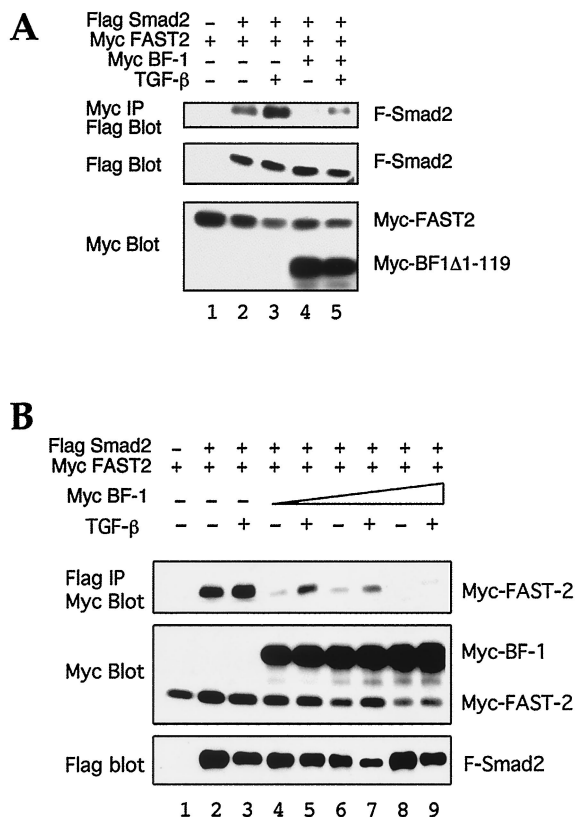 A
Flag Smad2 - + + + +
Myc FAST2 + + + + +
Myc BF-1 - - - + +
TGF-β - - + - +
Myc IP
Flag Blot
F-Smad2
Flag Blot
F-Smad2
Myc Blot
Myc-FAST2
Myc-BF1Δ1-119
1 2 3 4 5
B
Flag Smad2 - + + + + + + + +
Myc FAST2 + + + + + + + + +
Myc BF-1 - - -
TGF-β - - + - + - + - +
Flag IP
Myc Blot
Myc-FAST-2
Myc Blot
Myc-BF-1
Myc-FAST-2
Flag blot
F-Smad2
1 2 3 4 5 6 7 8 9